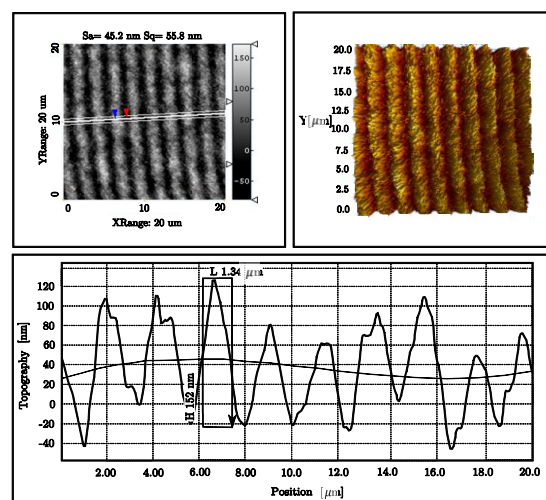 Sa= 45.2 nm Sq= 55.8 nm
YRange: 20 um
20
10
0
0 10 20
XRange: 20 um
150
100
50
0
-50
-100
Y [μm]
20.0
17.5
15.0
12.5
10.0
7.5
5.0
2.5
0.0
L 1.34 μm
H 152 nm
Topography [nm]
120
100
80
60
40
20
0
-20
-40
2.00 4.00 6.00 8.00 10.0 12.0 14.0 16.0 18.0 20.0
Position [μm]